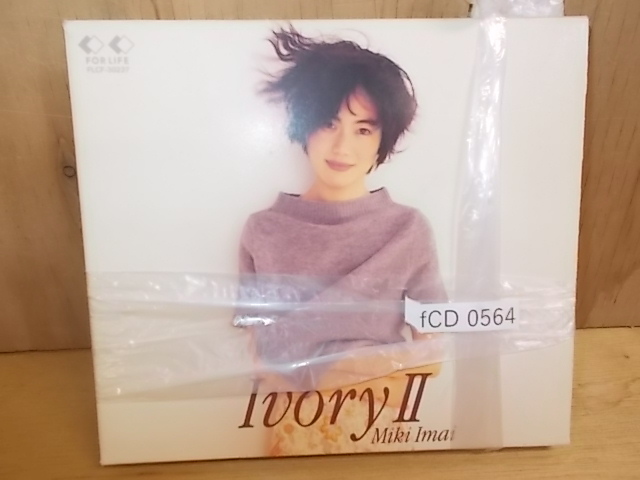 FOR LIFE
fCD 0564
Ivory II
Miki Imai